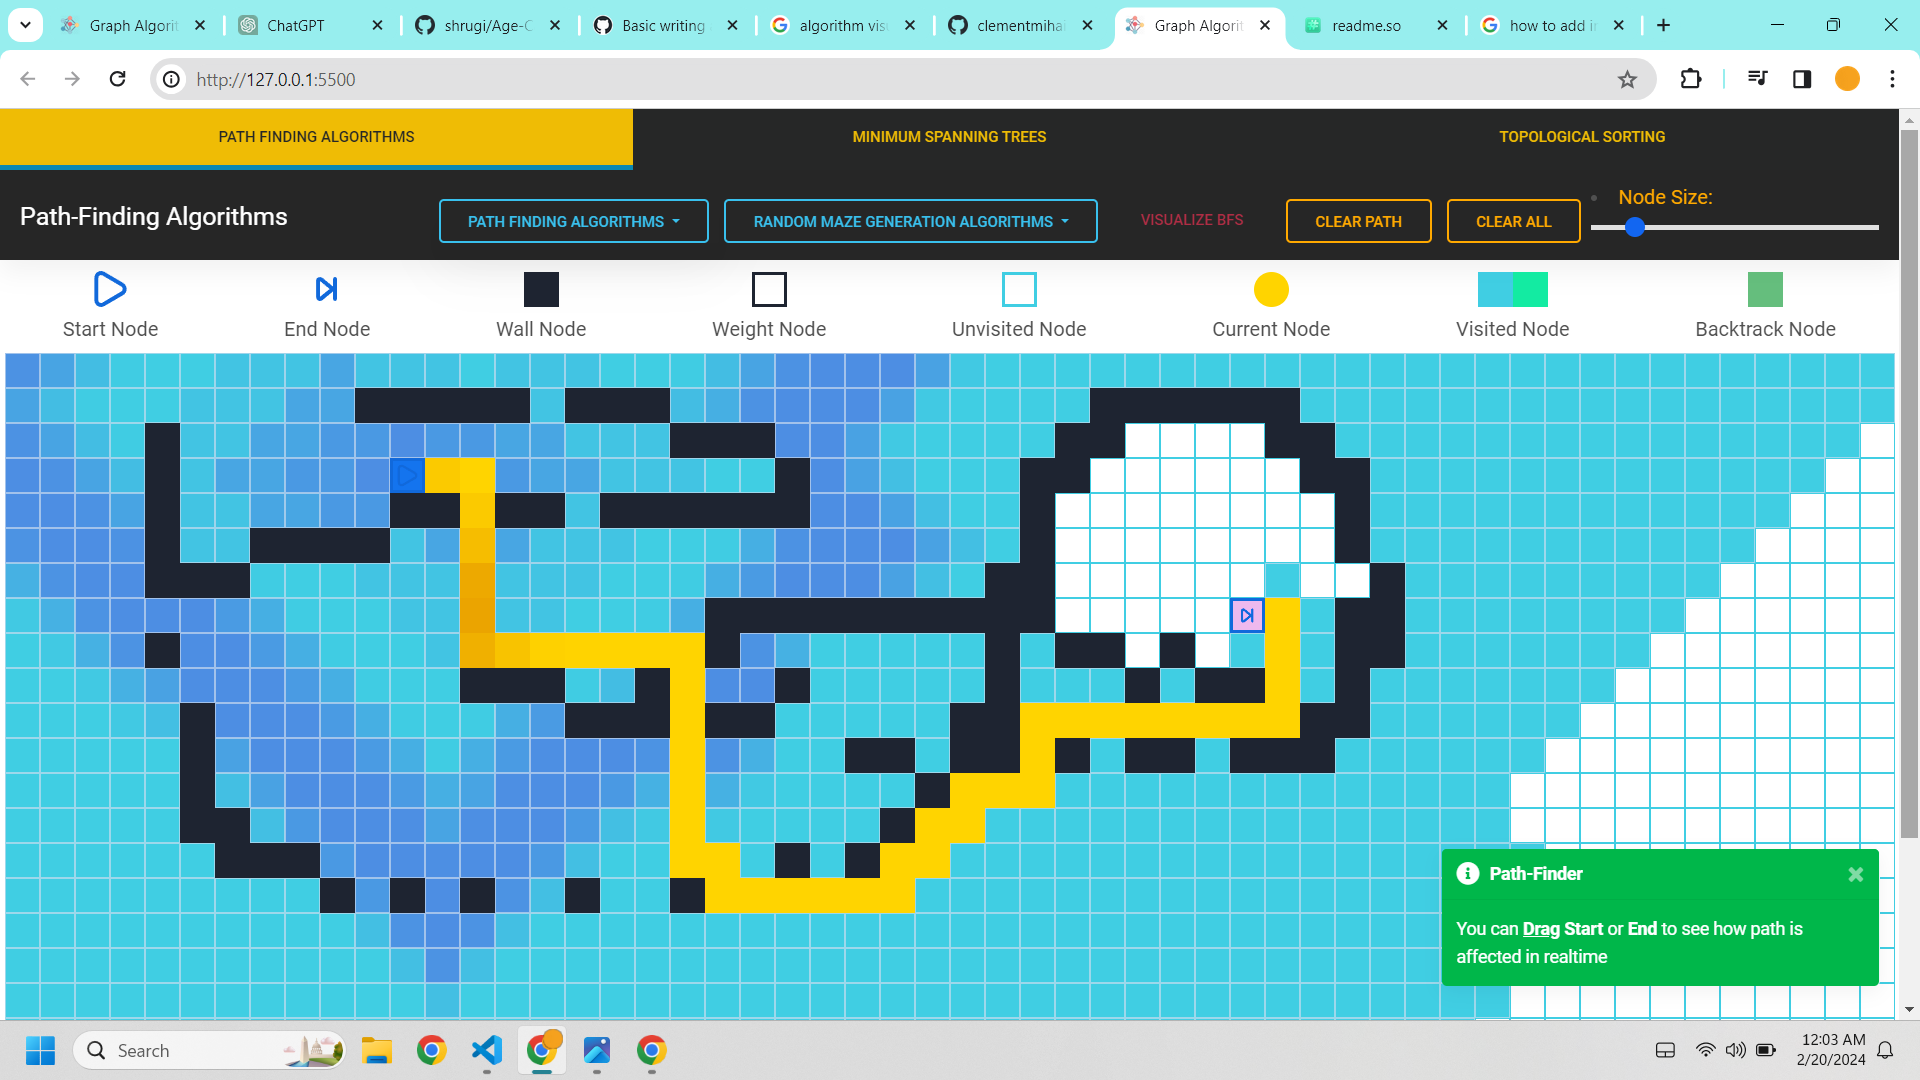 Graph Algorit
ChatGPT
shrugi/Age-C
Basic writing
algorithm visu
clementmihai
Graph Algorit
readme.so
how to add in
http://127.0.0.1:5500
PATH FINDING ALGORITHMS
MINIMUM SPANNING TREES
TOPOLOGICAL SORTING
Path-Finding Algorithms
PATH FINDING ALGORITHMS
RANDOM MAZE GENERATION ALGORITHMS
VISUALIZE BFS
CLEAR PATH
CLEAR ALL
Node Size:
Start Node
End Node
Wall Node
Weight Node
Unvisited Node
Current Node
Visited Node
Backtrack Node
Path-Finder
You can Drag Start or End to see how path is
affected in realtime
Search
12:03 AM
2/20/2024